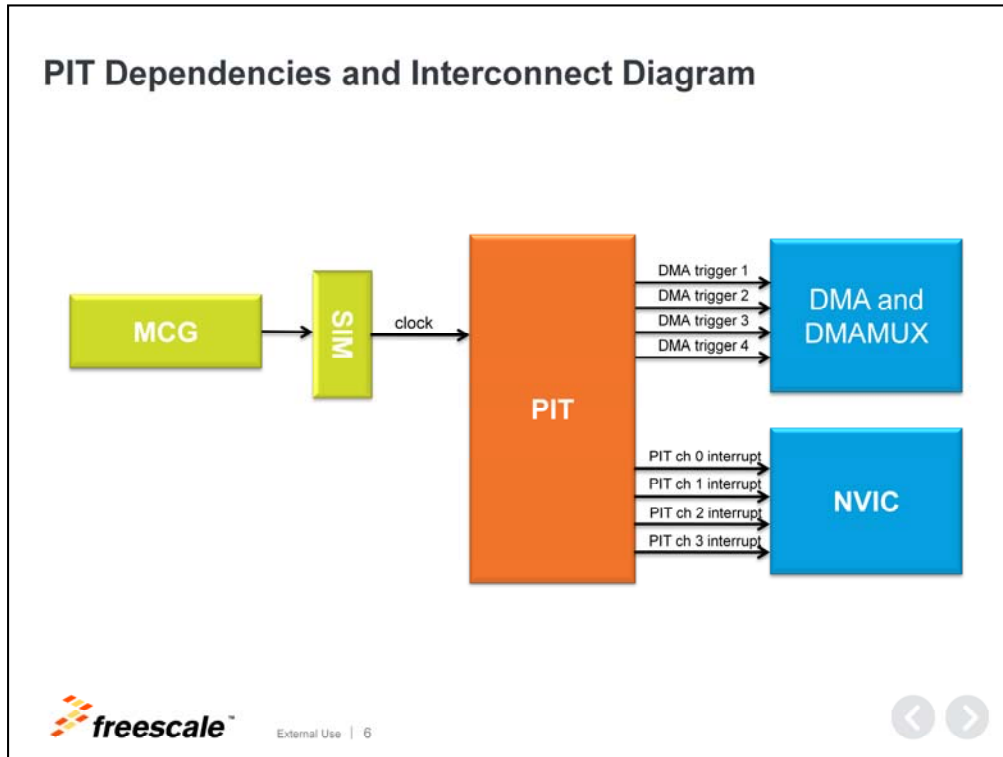 PIT Dependencies and Interconnect Diagram
MCG
SIM
clock
PIT
DMA trigger 1
DMA trigger 2
DMA trigger 3
DMA trigger 4
DMA and
DMAMUX
PIT ch 0 interrupt
PIT ch 1 interrupt
PIT ch 2 interrupt
PIT ch 3 interrupt
NVIC
freescale™
External Use | 6